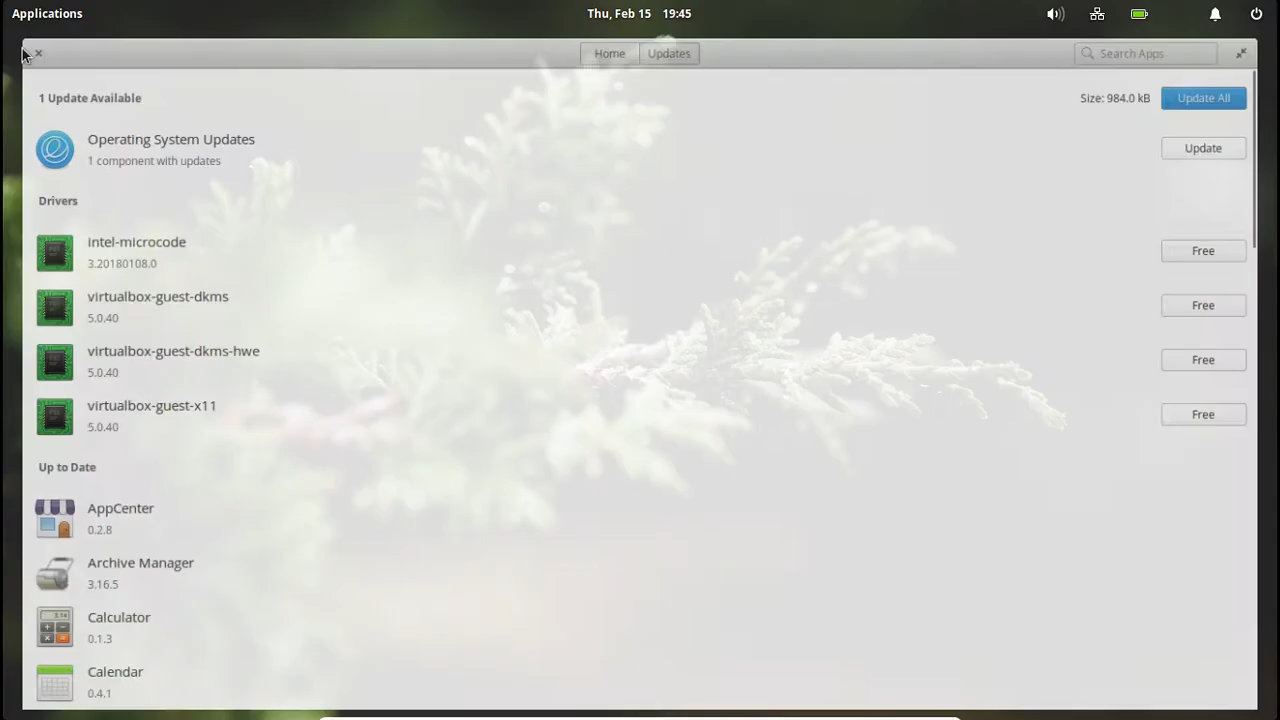 Applications
Thu, Feb 15 19:45
Home
Updates
Search Apps
1 Update Available
Size: 984.0 kB
Update All
Operating System Updates
1 component with updates
Update
Drivers
Intel-microcode
3.20180108.0
Free
virtualbox-guest-dkms
5.0.40
Free
virtualbox-guest-dkms-hwe
5.0.40
Free
virtualbox-guest-x11
5.0.40
Free
Up to Date
AppCenter
0.2.8
Archive Manager
3.16.5
Calculator
0.1.3
Calendar
0.4.1